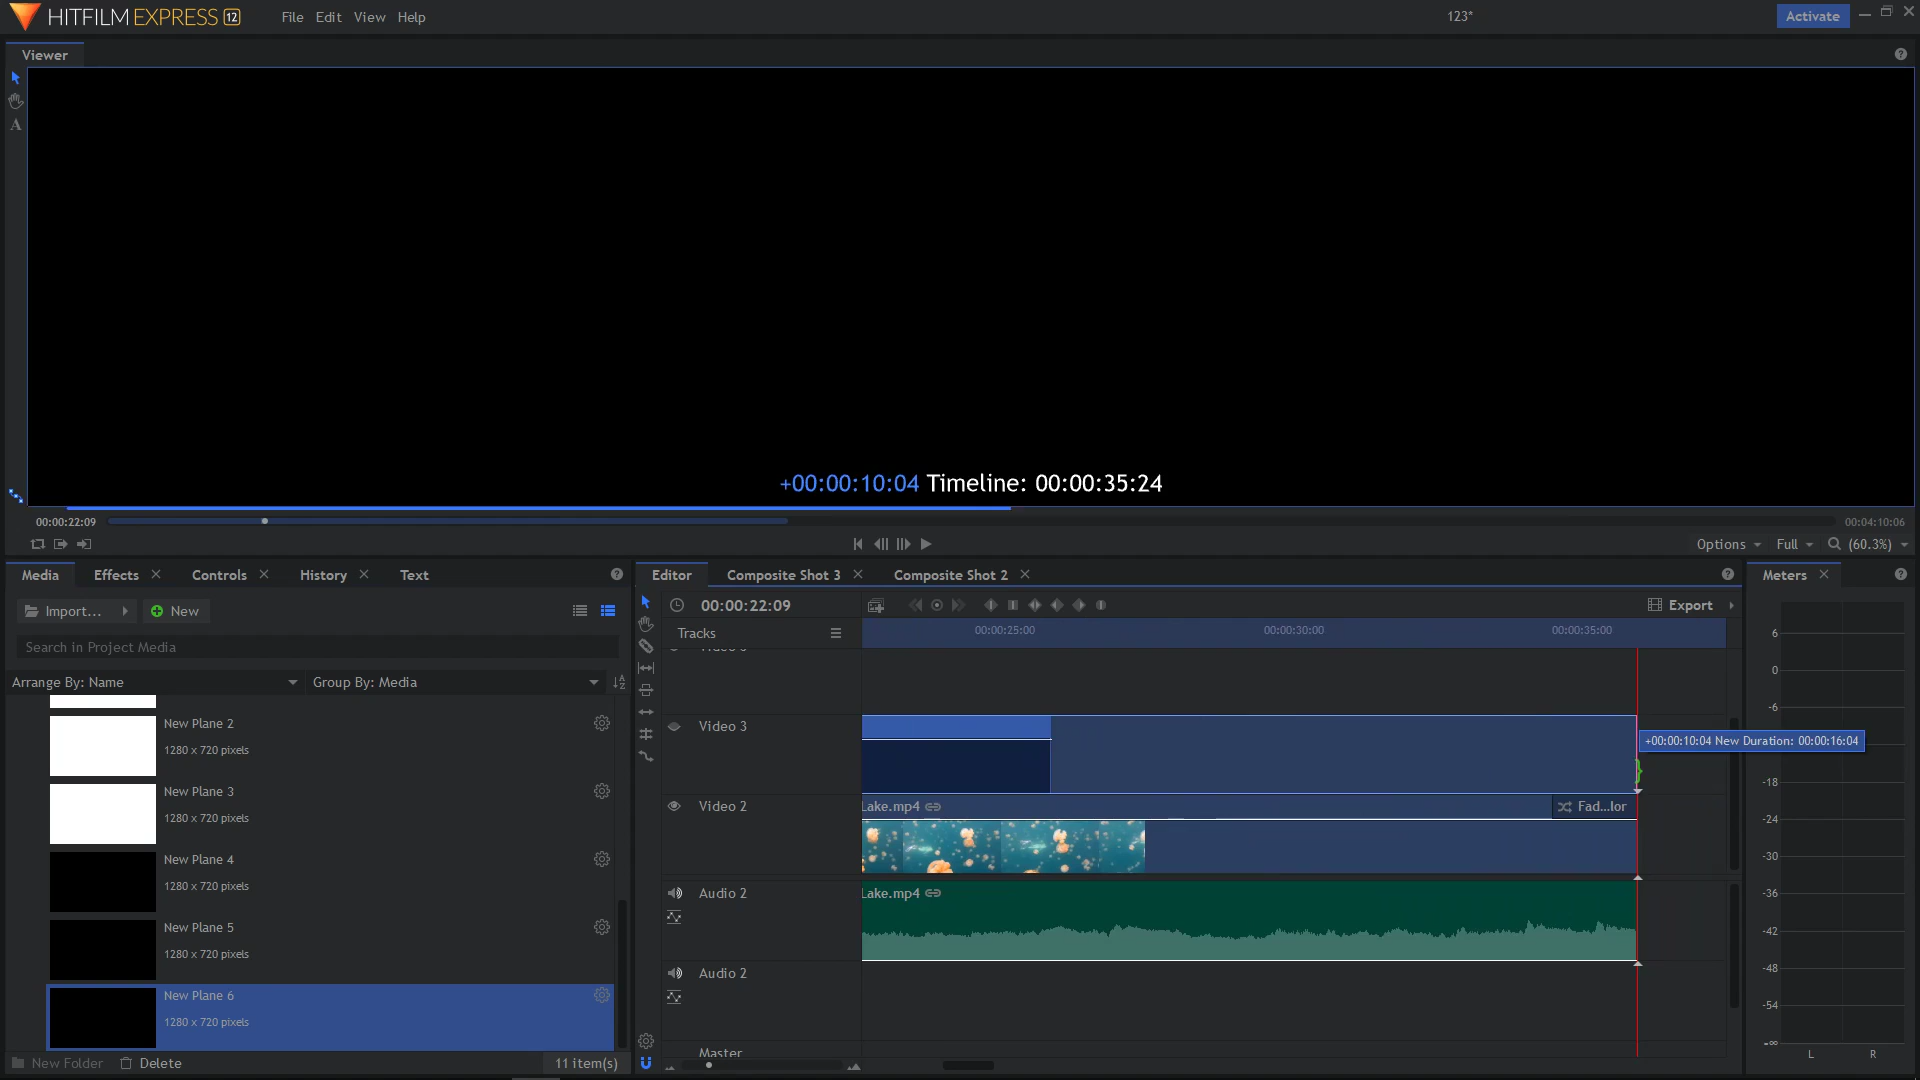 HITFILM EXPRESS 12
File Edit View Help
123*
Activate
Viewer
A
+00:00:10:04 Timeline: 00:00:35:24
00:00:22:09
00:04:10:06
Options
Full
(60.3%)
Media
Effects
Controls
History
Text
Import...
New
Search in Project Media
Arrange By: Name
Group By: Media
New Plane 2
1280 x 720 pixels
New Plane 3
1280 x 720 pixels
New Plane 4
1280 x 720 pixels
New Plane 5
1280 x 720 pixels
New Plane 6
1280 x 720 pixels
New Folder
Delete
11 item(s)
Editor
Composite Shot 3
Composite Shot 2
00:00:22:09
Export
Tracks
00:00:25:00
00:00:30:00
00:00:35:00
Video 3
+00:00:10:04 New Duration: 00:00:16:04
Video 2
Lake.mp4
Fad...lor
Audio 2
Lake.mp4
Audio 2
Master
Meters
6
0
-6
-18
-24
-30
-36
-42
-48
-54
-∞
L
R